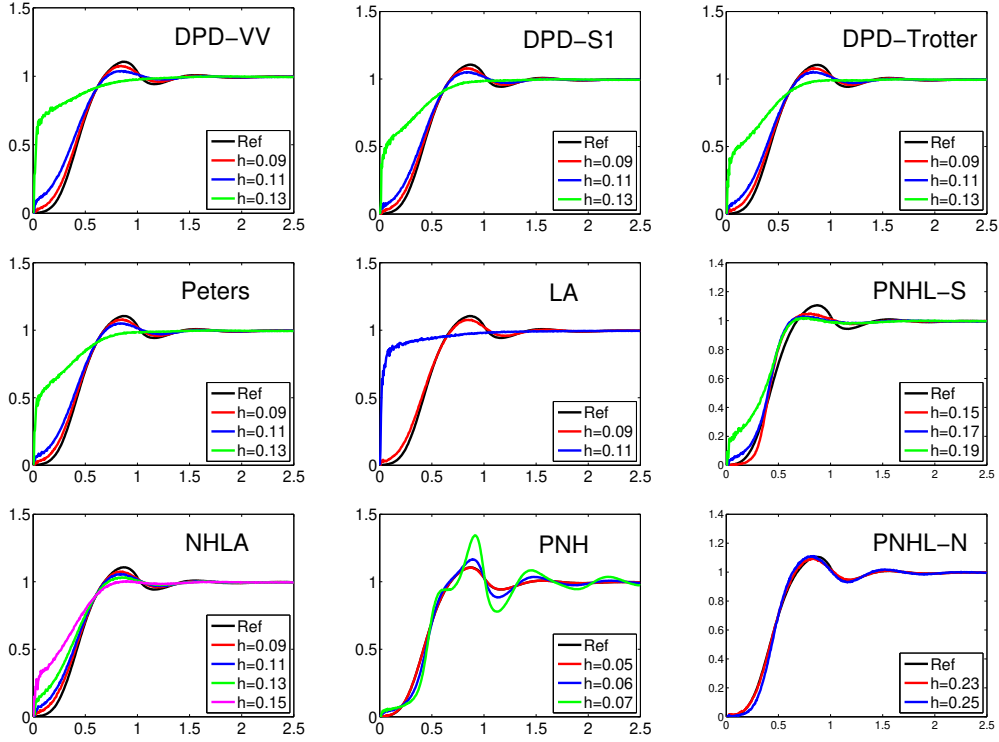 1.5
1
0.5
0
0
0.5
1
1.5
2
2.5
DPD−VV
Ref
h=0.09
h=0.11
h=0.13
1.5
1
0.5
0
0
0.5
1
1.5
2
2.5
DPD−S1
Ref
h=0.09
h=0.11
h=0.13
1.5
1
0.5
0
0
0.5
1
1.5
2
2.5
DPD−Trotter
Ref
h=0.09
h=0.11
h=0.13
1.5
1
0.5
0
0
0.5
1
1.5
2
2.5
Peters
Ref
h=0.09
h=0.11
h=0.13
1.5
1
0.5
0
0
0.5
1
1.5
2
2.5
LA
Ref
h=0.09
h=0.11
1.4
1.2
1
0.8
0.6
0.4
0.2
0
0
0.5
1
1.5
2
2.5
PNHL−S
Ref
h=0.15
h=0.17
h=0.19
1.5
1
0.5
0
0
0.5
1
1.5
2
2.5
NHLA
Ref
h=0.09
h=0.11
h=0.13
h=0.15
1.5
1
0.5
0
0
0.5
1
1.5
2
2.5
PNH
Ref
h=0.05
h=0.06
h=0.07
1.4
1.2
1
0.8
0.6
0.4
0.2
0
0
0.5
1
1.5
2
2.5
PNHL−N
Ref
h=0.23
h=0.25